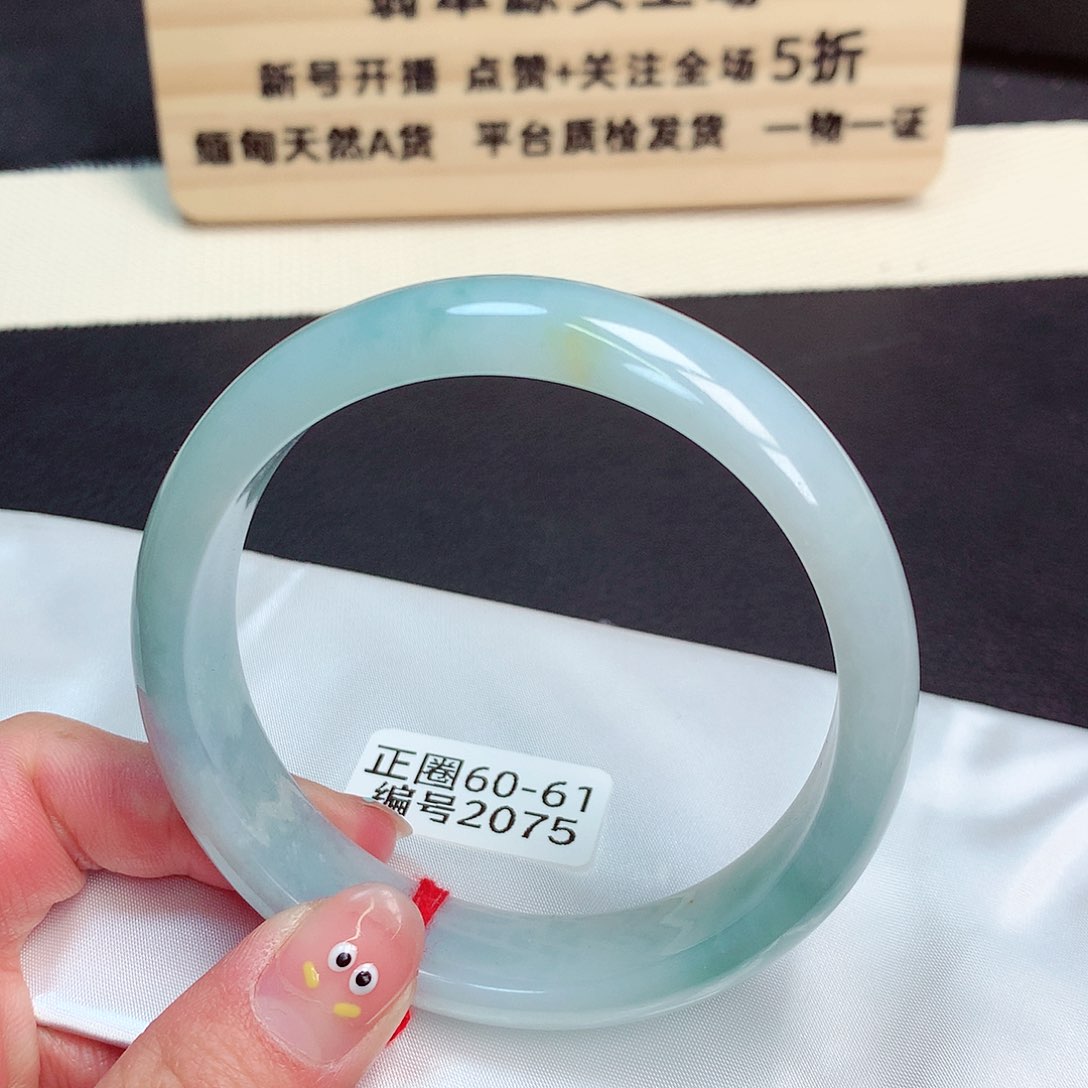 新号开播 点赞+关注全场5折
缅甸天然A货 平台质检发货 一物一证
正圈60-61
编号2075